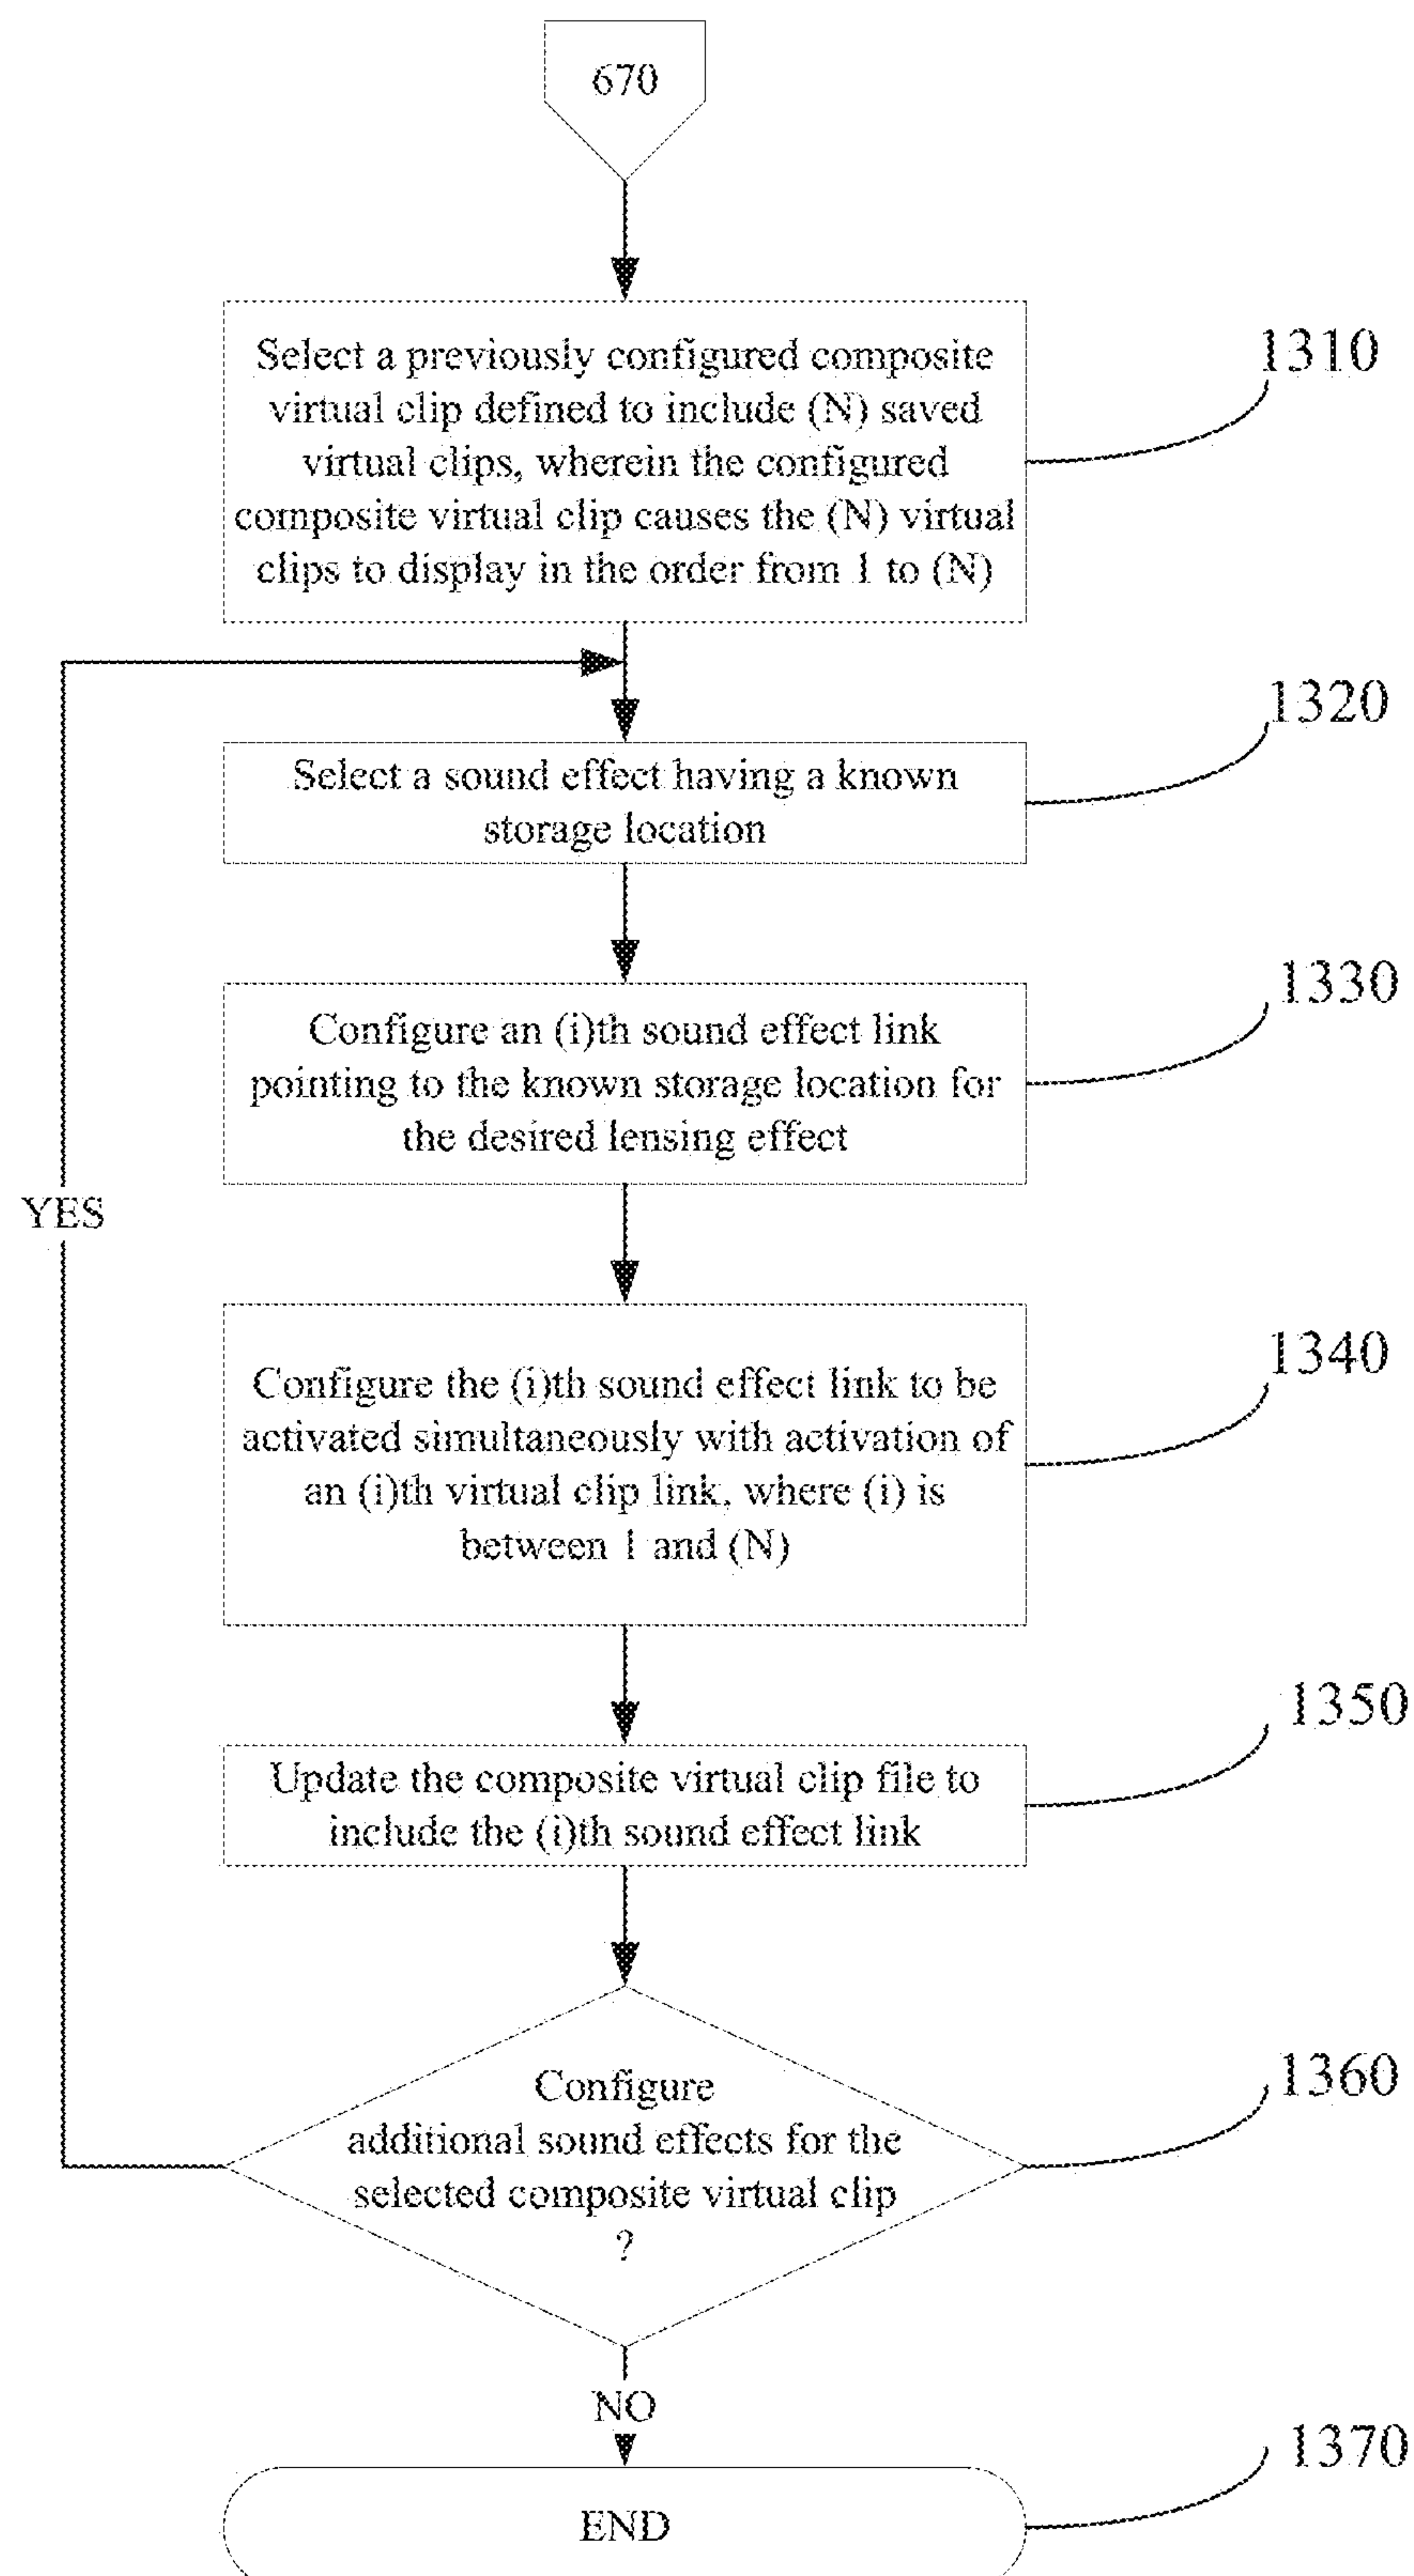 670
Select a previously configured composite
virtual clip defined to include (N) saved
virtual clips, wherein the configured
composite virtual clip causes the (N) virtual
clips to display in the order from 1 to (N)
1310
Select a sound effect having a known
storage location
1320
Configure an (i)th sound effect link
pointing to the known storage location for
the desired lensing effect
1330
YES
Configure the (i)th sound effect link to be
activated simultaneously with activation of
an (i)th virtual clip link, where (i) is
between 1 and (N)
1340
Update the composite virtual clip file to
include the (i)th sound effect link
1350
Configure
additional sound effects for the
selected composite virtual clip
?
1360
NO
END
1370